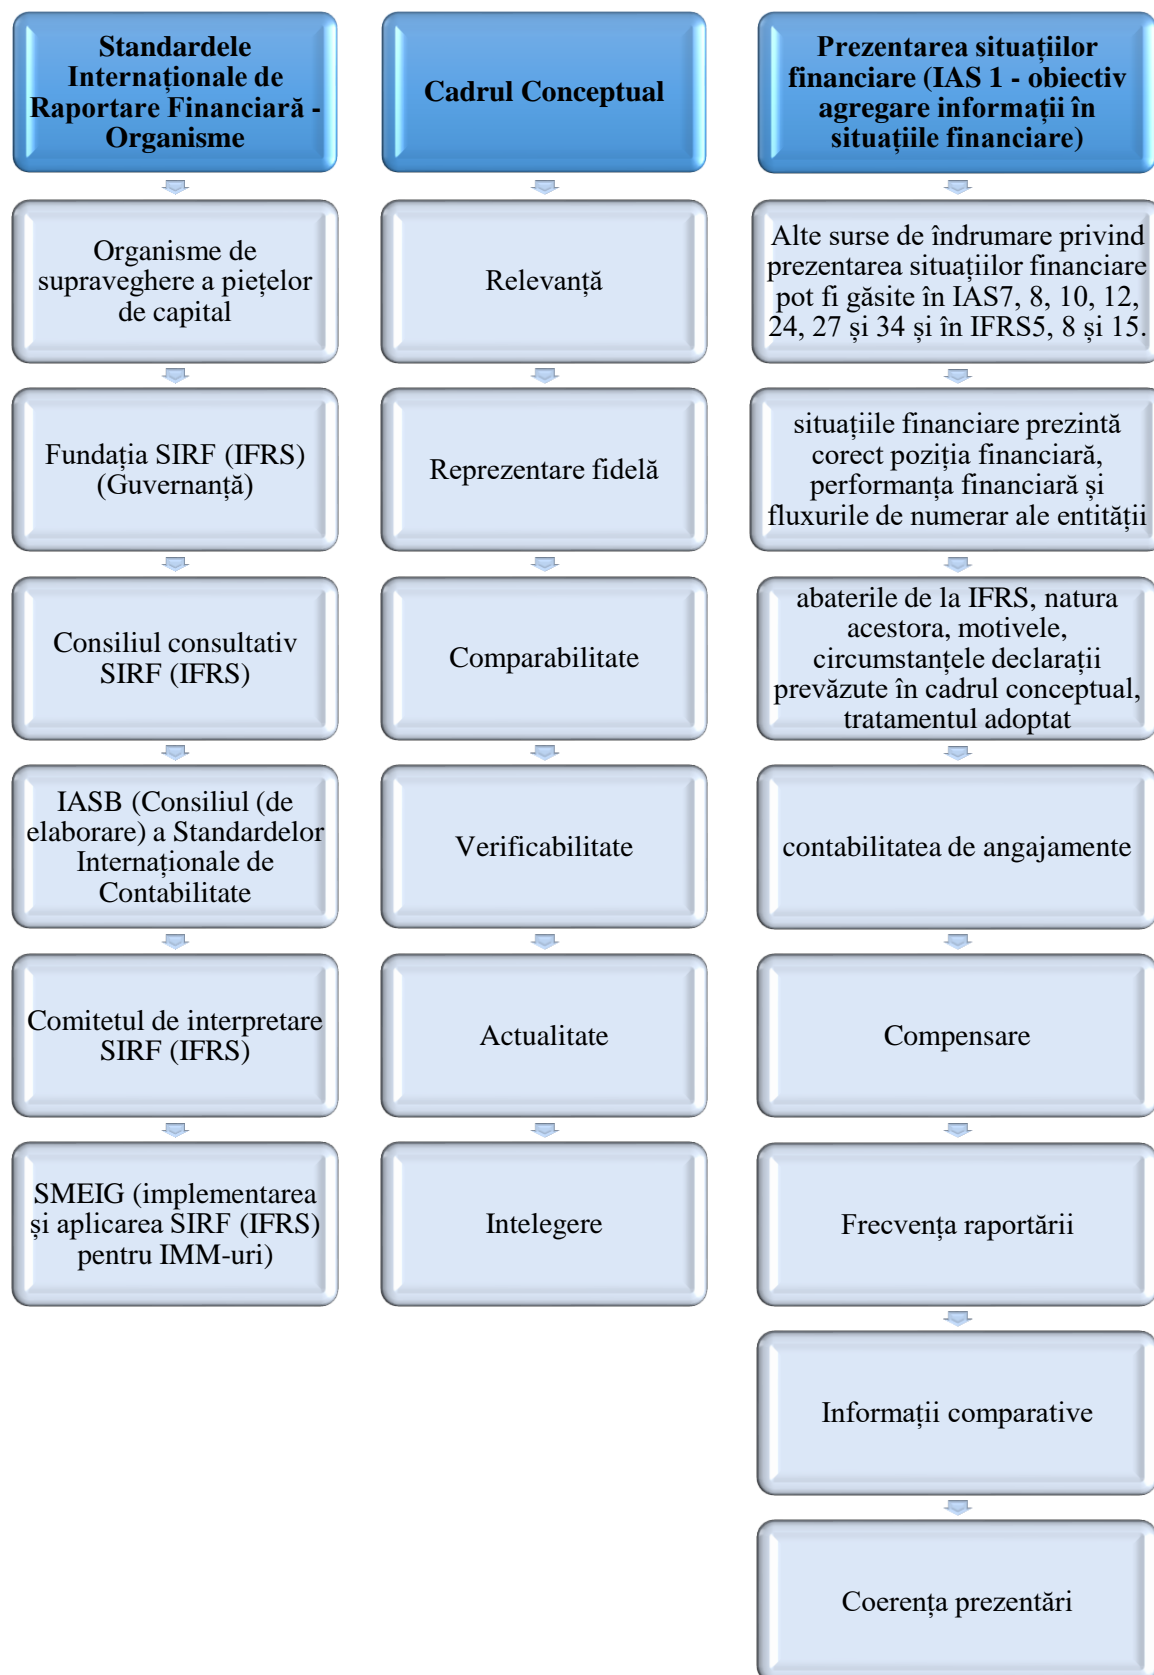 Standardele
Internaționale de
Raportare Financiară -
Organisme
Organisme de
supraveghere a piețelor
de capital
Fundația SIRF (IFRS)
(Guvernanță)
Consiliul consultativ
SIRF (IFRS)
IASB (Consiliul (de
elaborare) a Standardelor
Internaționale de
Contabilitate
Comitetul de interpretare
SIRF (IFRS)
SMEIG (implementarea
și aplicarea SIRF (IFRS)
pentru IMM-uri)
Cadrul Conceptual
Relevanță
Reprezentare fidelă
Comparabilitate
Verificabilitate
Actualitate
Intelegere
Prezentarea situațiilor
financiare (IAS 1 - obiectiv
agregare informații în
situațiile financiare)
Alte surse de îndrumare privind
prezentarea situațiilor financiare
pot fi găsite în IAS7, 8, 10, 12,
24, 27 și 34 și în IFRS5, 8 și 15.
situațiile financiare prezintă
corect poziția financiară,
performanța financiară și
fluxurile de numerar ale entității
abaterile de la IFRS, natura
acestora, motivele,
circumstanțele declarații
prevăzute în cadrul conceptual,
tratamentul adoptat
contabilitatea de angajamente
Compensare
Frecvența raportării
Informații comparative
Coerența prezentări